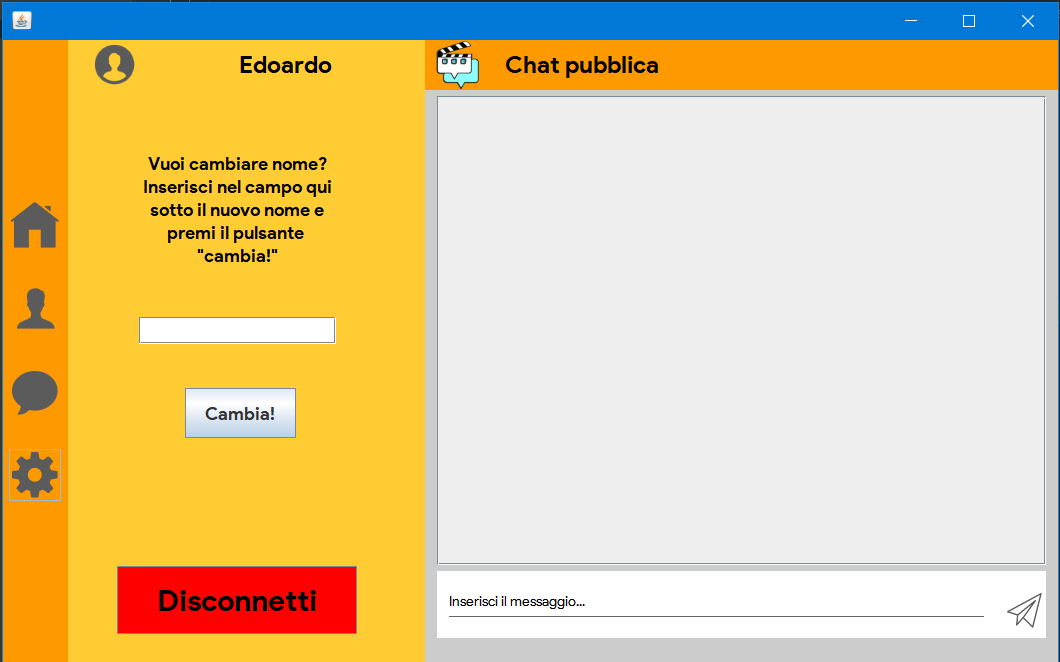 Edoardo
Chat pubblica
Vuoi cambiare nome?
Inserisci nel campo qui
sotto il nuovo nome e
premi il pulsante
"cambia!"
Cambia!
Disconnetti
Inserisci il messaggio...